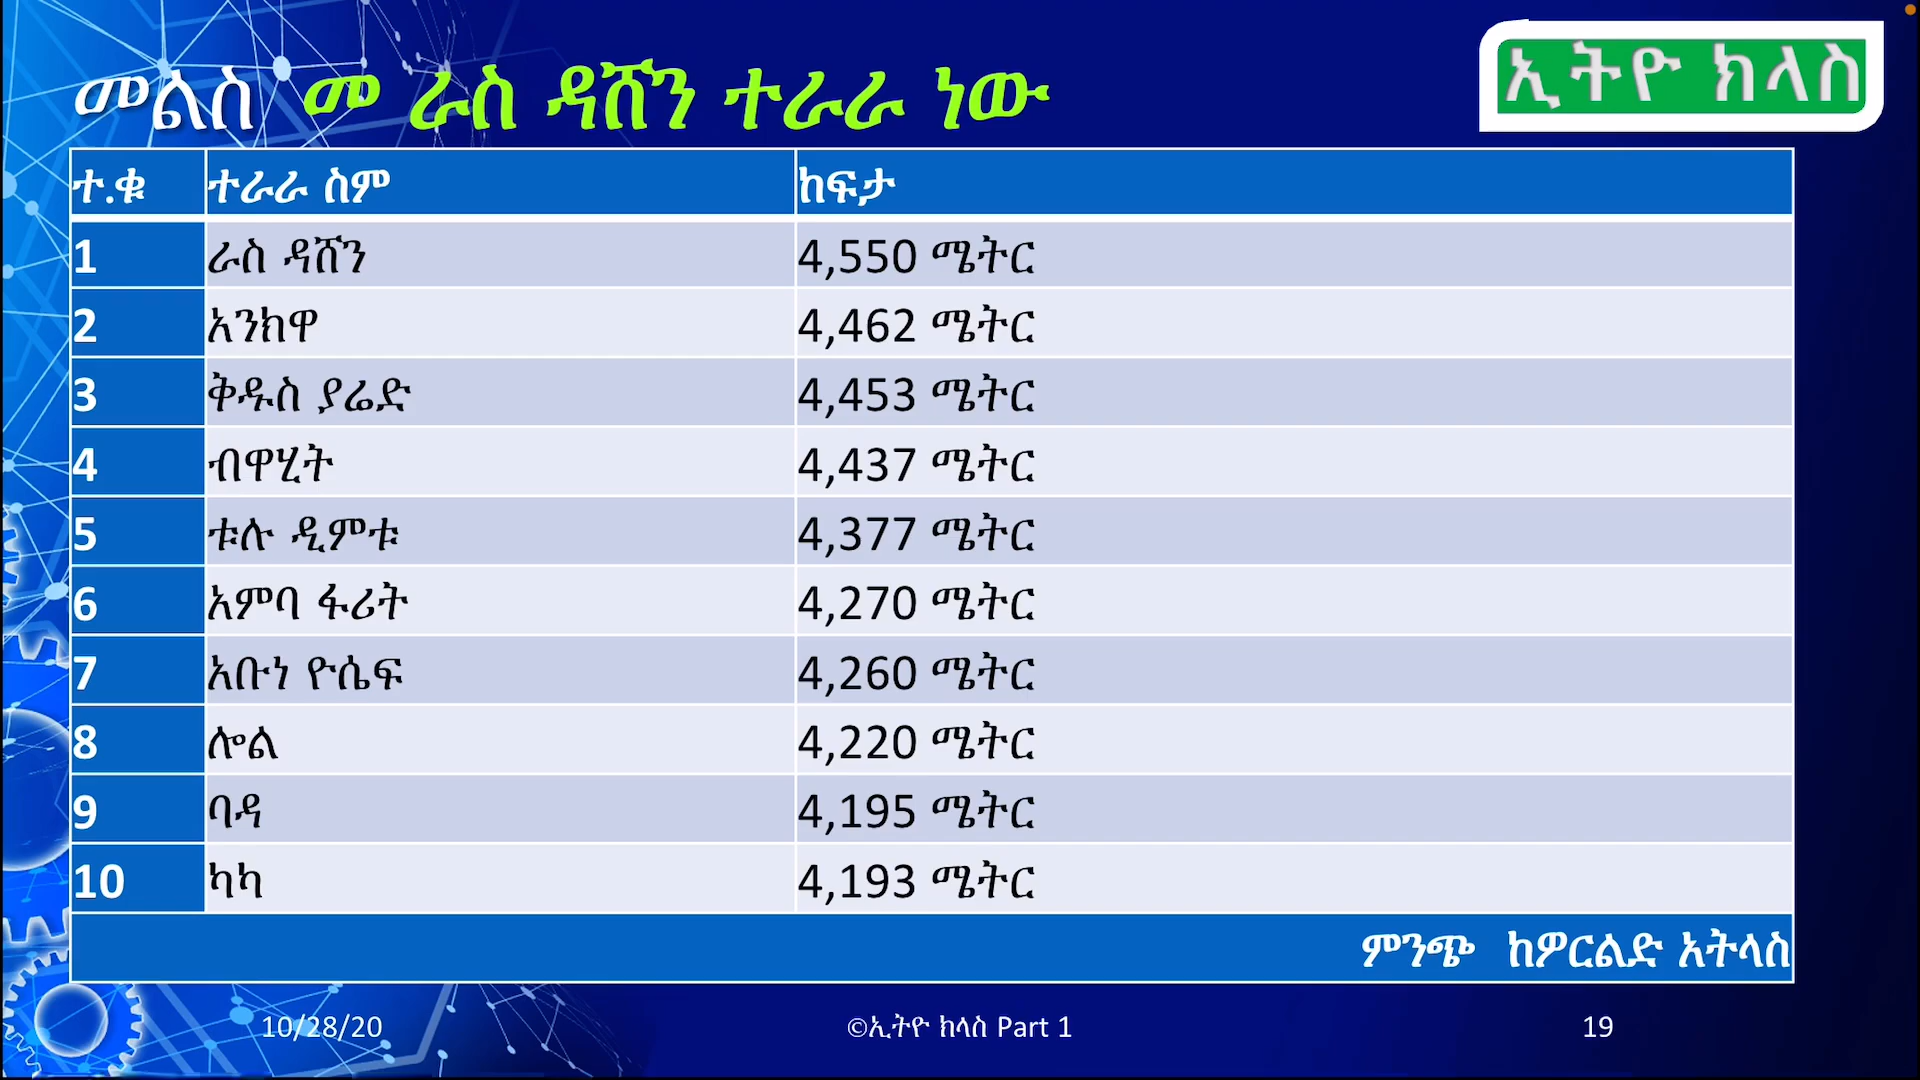 መልስ መ ራስ ዳሸን ተራራ ነው
ኢትዮ ክላስ
ተ.ቁ ተራራ ስም ከፍታ
1 ራስ ዳሸን 4,550 ሜትር
2 አንክዋ 4,462 ሜትር
3 ቅዱስ ያሬድ 4,453 ሜትር
4 ብዋሂት 4,437 ሜትር
5 ቱሉ ዲምቱ 4,377 ሜትር
6 አምባ ፋሪት 4,270 ሜትር
7 አቡነ ዮሴፍ 4,260 ሜትር
8 ሎል 4,220 ሜትር
9 ባዳ 4,195 ሜትር
10 ካካ 4,193 ሜትር
ምንጭ ከዎርልድ አትላስ
10/28/20 ©ኢትዮ ክላስ Part 1 19